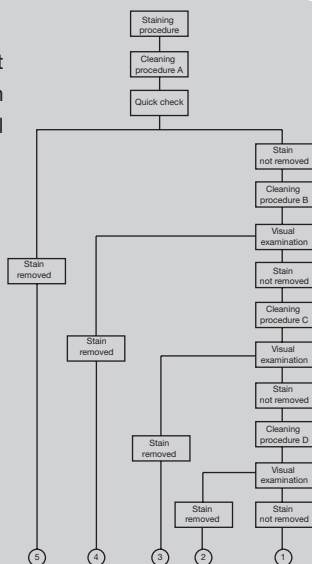 t
n
l
Staining
procedure
Cleaning
procedure A
Quick check
Stain
not removed
Cleaning
procedure B
Visual
examination
Stain
removed
Stain
not removed
Cleaning
procedure C
Stain
removed
Visual
examination
Stain
not removed
Cleaning
procedure D
Stain
removed
Visual
examination
Stain
removed
Stain
not removed
5
4
3
2
1